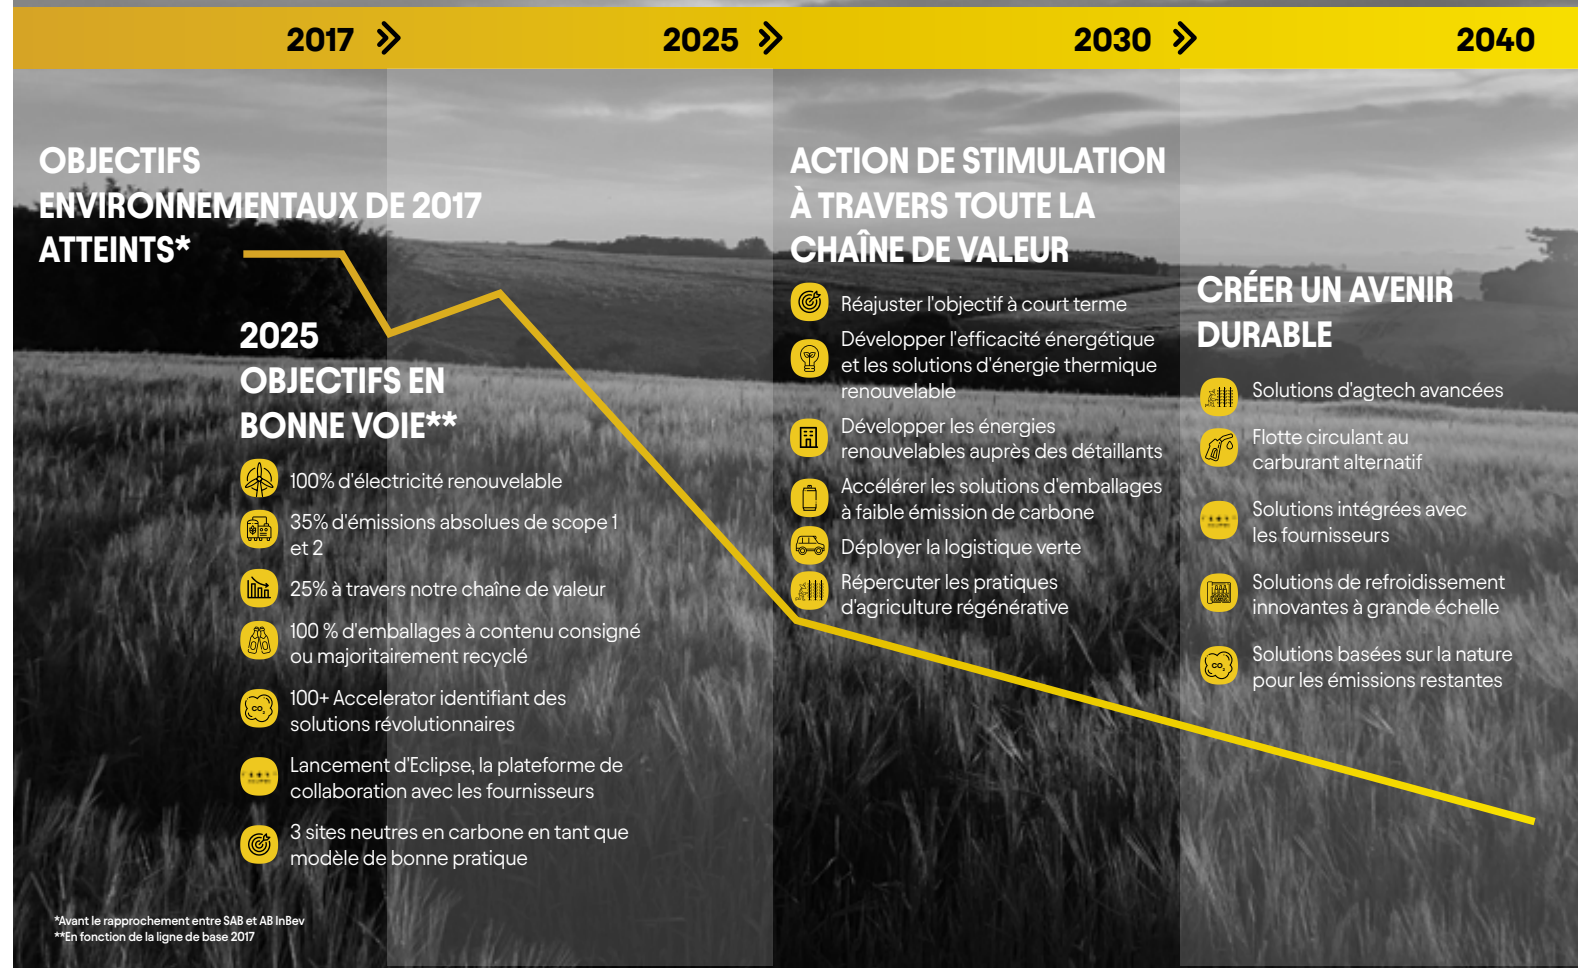 2017
2025
2030
2040
OBJECTIFS
ENVIRONNEMENTAUX DE 2017
ATTEINTS*
2025
OBJECTIFS EN
BONNE VOIE**
100% d'électricité renouvelable
35% d'émissions absolues de scope 1
et 2
25% à travers notre chaîne de valeur
100 % d'emballages à contenu consigné
ou majoritairement recyclé
100+ Accelerator identifiant des
solutions révolutionnaires
Lancement d'Eclipse, la plateforme de
collaboration avec les fournisseurs
3 sites neutres en carbone en tant que
modèle de bonne pratique
ACTION DE STIMULATION
À TRAVERS TOUTE LA
CHAÎNE DE VALEUR
Réajuster l'objectif à court terme
Développer l'efficacité énergétique
et les solutions d'énergie thermique
renouvelable
Développer les énergies
renouvelables auprès des détaillants
Accélérer les solutions d'emballages
à faible émission de carbone
Déployer la logistique verte
Répercuter les pratiques
d'agriculture régénérative
CRÉER UN AVENIR
DURABLE
Solutions d'agtech avancées
Flotte circulant au
carburant alternatif
Solutions intégrées avec
les fournisseurs
Solutions de refroidissement
innovantes à grande échelle
Solutions basées sur la nature
pour les émissions restantes
*Avant le rapprochement entre SAB et AB InBev
**En fonction de la ligne de base 2017